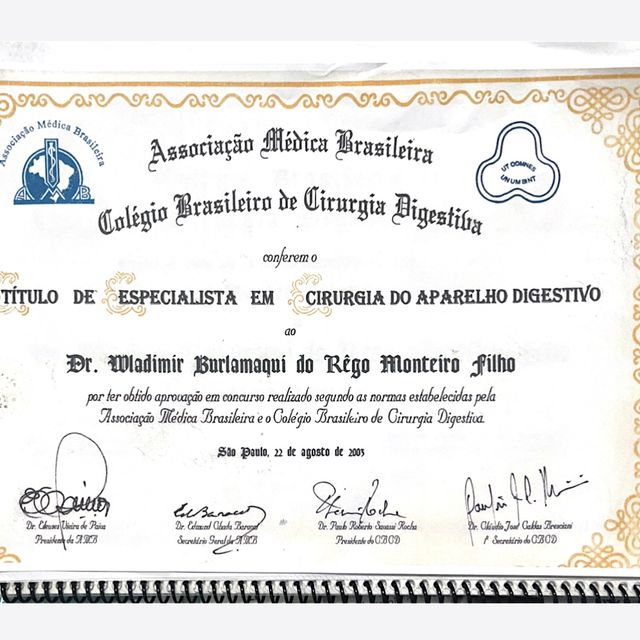 Associação Médica Brasileira
A M B
UT OMNES
UNUM SINT
Associação Médica Brasileira
Colégio Brasileiro de Cirurgia Digestiva
conferem o
TÍTULO DE ESPECIALISTA EM CIRURGIA DO APARELHO DIGESTIVO
ao
Dr. Wladimir Burlamaqui do Rêgo Monteiro Filho
por ter obtido aprovação em concurso realizado segundo as normas estabelecidas pela
Associação Médica Brasileira e o Colégio Brasileiro de Cirurgia Digestiva.
São Paulo, 22 de agosto de 2003
Dr. Eleuses Vieira de Paiva
Presidente da A.M.B
Dr. Edmund Chada Baracat
Secretário Geral da A.M.B
Dr. Paulo Roberto Savassi Rocha
Presidente do C.B.C.D
Dr. Cláudio José Caldas Bresciani
1º Secretário do C.B.C.D